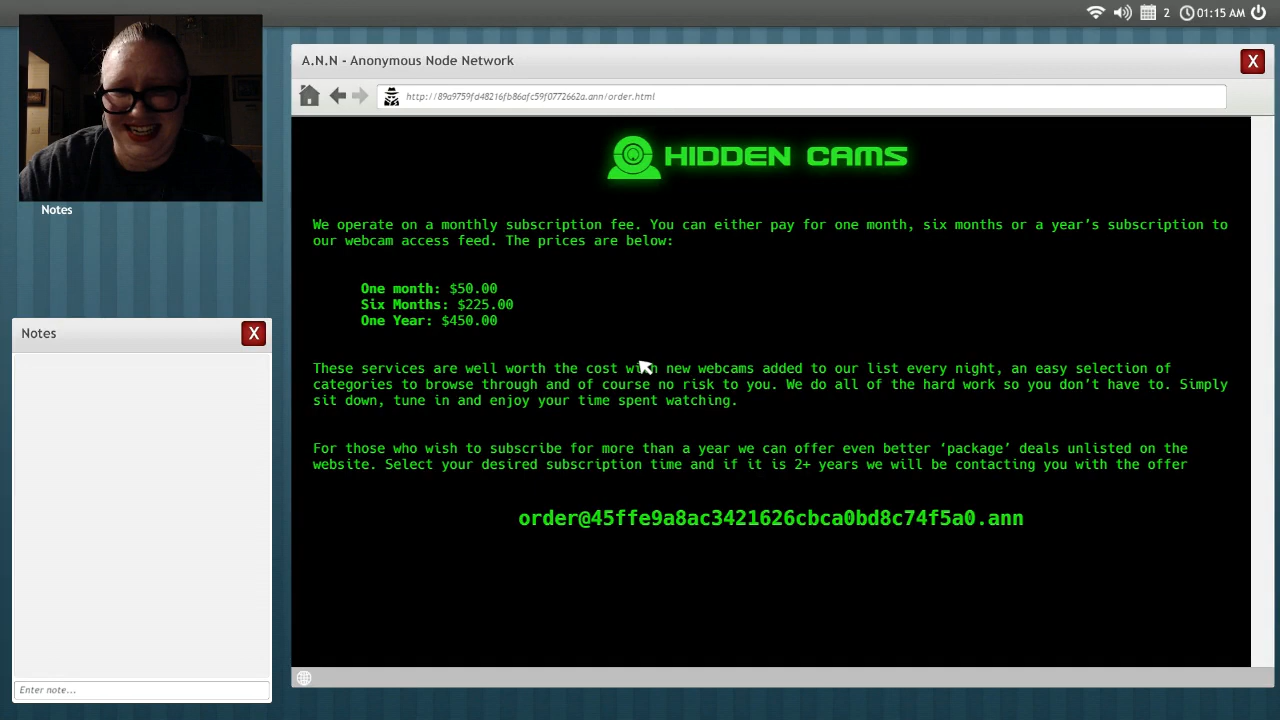 2 01:15 AM
A.N.N - Anonymous Node Network
X
http://89a9759fd48216fb86afc59f0772662a.ann/order.html
HIDDEN CAMS
Notes
We operate on a monthly subscription fee. You can either pay for one month, six months or a year’s subscription to
our webcam access feed. The prices are below:
One month: $50.00
Six Months: $225.00
One Year: $450.00
Notes
X
These services are well worth the cost with new webcams added to our list every night, an easy selection of
categories to browse through and of course no risk to you. We do all of the hard work so you don’t have to. Simply
sit down, tune in and enjoy your time spent watching.
For those who wish to subscribe for more than a year we can offer even better ‘package’ deals unlisted on the
website. Select your desired subscription time and if it is 2+ years we will be contacting you with the offer
order@45ffe9a8ac3421626cbca0bd8c74f5a0.ann
Enter note...